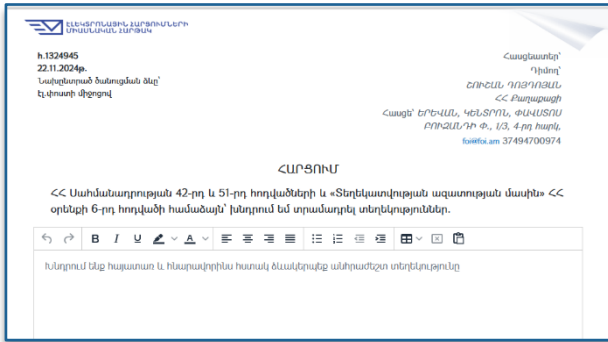 ԷԼԵԿՏՐՈՆԱՅԻՆ ՀԱՐՑՈՒՄՆԵՐԻ
ՄԻԱՍՆԱԿԱՆ ՀԱՐԹԱԿ
հ.1324945
22.11.2024թ.
Նախընտրած ծանուցման ձևը՝
էլ.փոստի միջոցով
Հասցեատեր՝
Դիմող՝
ՇՈՒՇԱՆ ԴՈՅԴՈՅԱՆ
ՀՀ Քաղաքացի
Հասցե՝ ԵՐԵՎԱՆ, ԿԵՆՏՐՈՆ, ՓԱՎՍՏՈՍ
ԲՈՒԶԱՆԴԻ Փ., 1/3, 4-րդ հարկ,
foi@foi.am 37494700974
ՀԱՐՑՈՒՄ
ՀՀ Սահմանադրության 42-րդ և 51-րդ հոդվածների և «Տեղեկատվության ազատության մասին» ՀՀ
օրենքի 6-րդ հոդվածի համաձայն՝ խնդրում եմ տրամադրել տեղեկություններ.
Խնդրում ենք հայատառ և հնարավորինս հստակ ձևակերպեք անհրաժեշտ տեղեկությունը